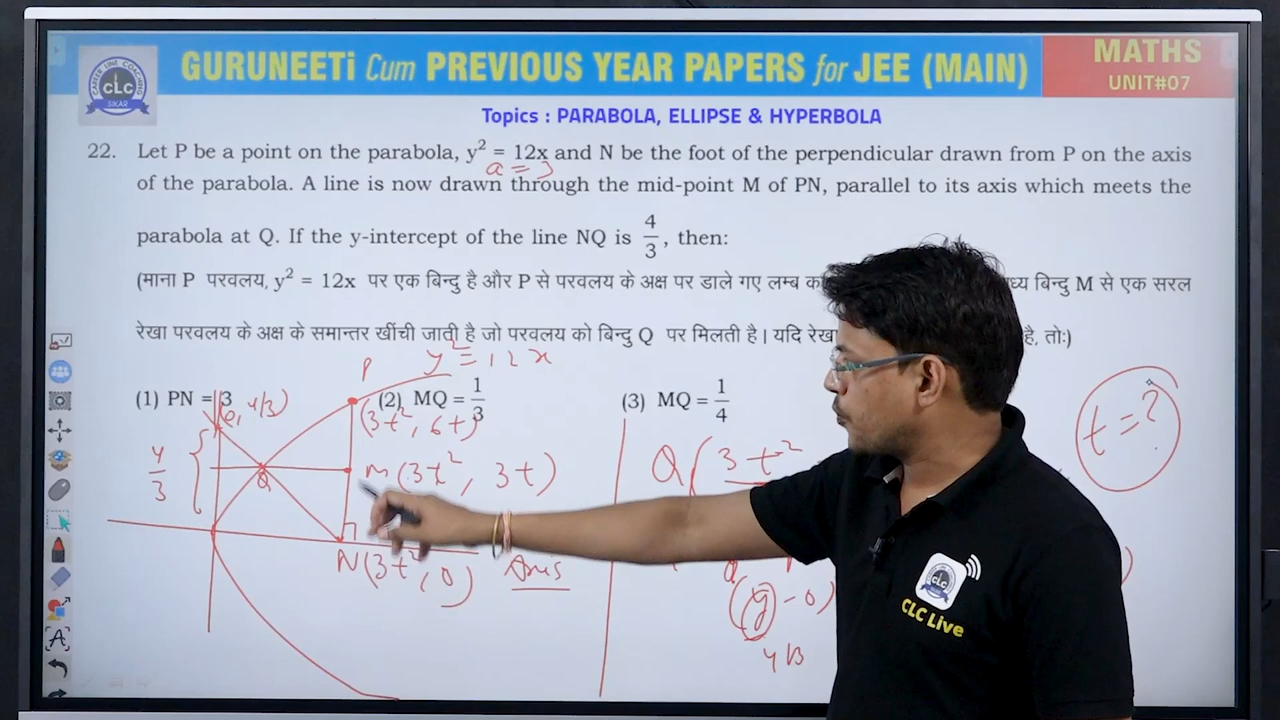 CLC
SIKAR
GURUNEETi Cum PREVIOUS YEAR PAPERS for JEE (MAIN)
MATHS
UNIT#07
Topics : PARABOLA, ELLIPSE & HYPERBOLA
22. Let P be a point on the parabola, y² = 12x and N be the foot of the perpendicular drawn from P on the axis
a = 3
of the parabola. A line is now drawn through the mid-point M of PN, parallel to its axis which meets the
parabola at Q. If the y-intercept of the line NQ is 4/3, then:
(माना P परवलय, y² = 12x पर एक बिन्दु है और P से परवलय के अक्ष पर डाले गए लम्ब का मध्य बिन्दु M से एक सरल
रेखा परवलय के अक्ष के समान्तर खींची जाती है जो परवलय को बिन्दु Q पर मिलती है। यदि रेखा है, तो:)
P y² = 12x
(1) PN = 3 (2) MQ = 1/3 (3) MQ = 1/4
(0, 4/3)
(3t², 6t)
t = ?
4/3
Q
M (3t², 3t)
Q (3t²
N (3t², 0)
Axis
(y - 0)
4/3
CLC
CLC Live